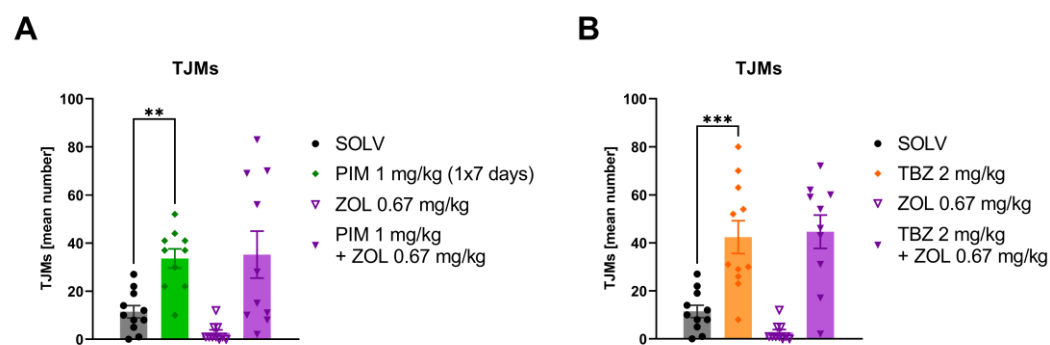 A
TJMs
TJMs [mean number]
100
80
60
40
20
0
**
SOLV
PIM 1 mg/kg (1x7 days)
ZOL 0.67 mg/kg
PIM 1 mg/kg
+ ZOL 0.67 mg/kg
B
TJMs
TJMs [mean number]
100
80
60
40
20
0
***
SOLV
TBZ 2 mg/kg
ZOL 0.67 mg/kg
TBZ 2 mg/kg
+ ZOL 0.67 mg/kg